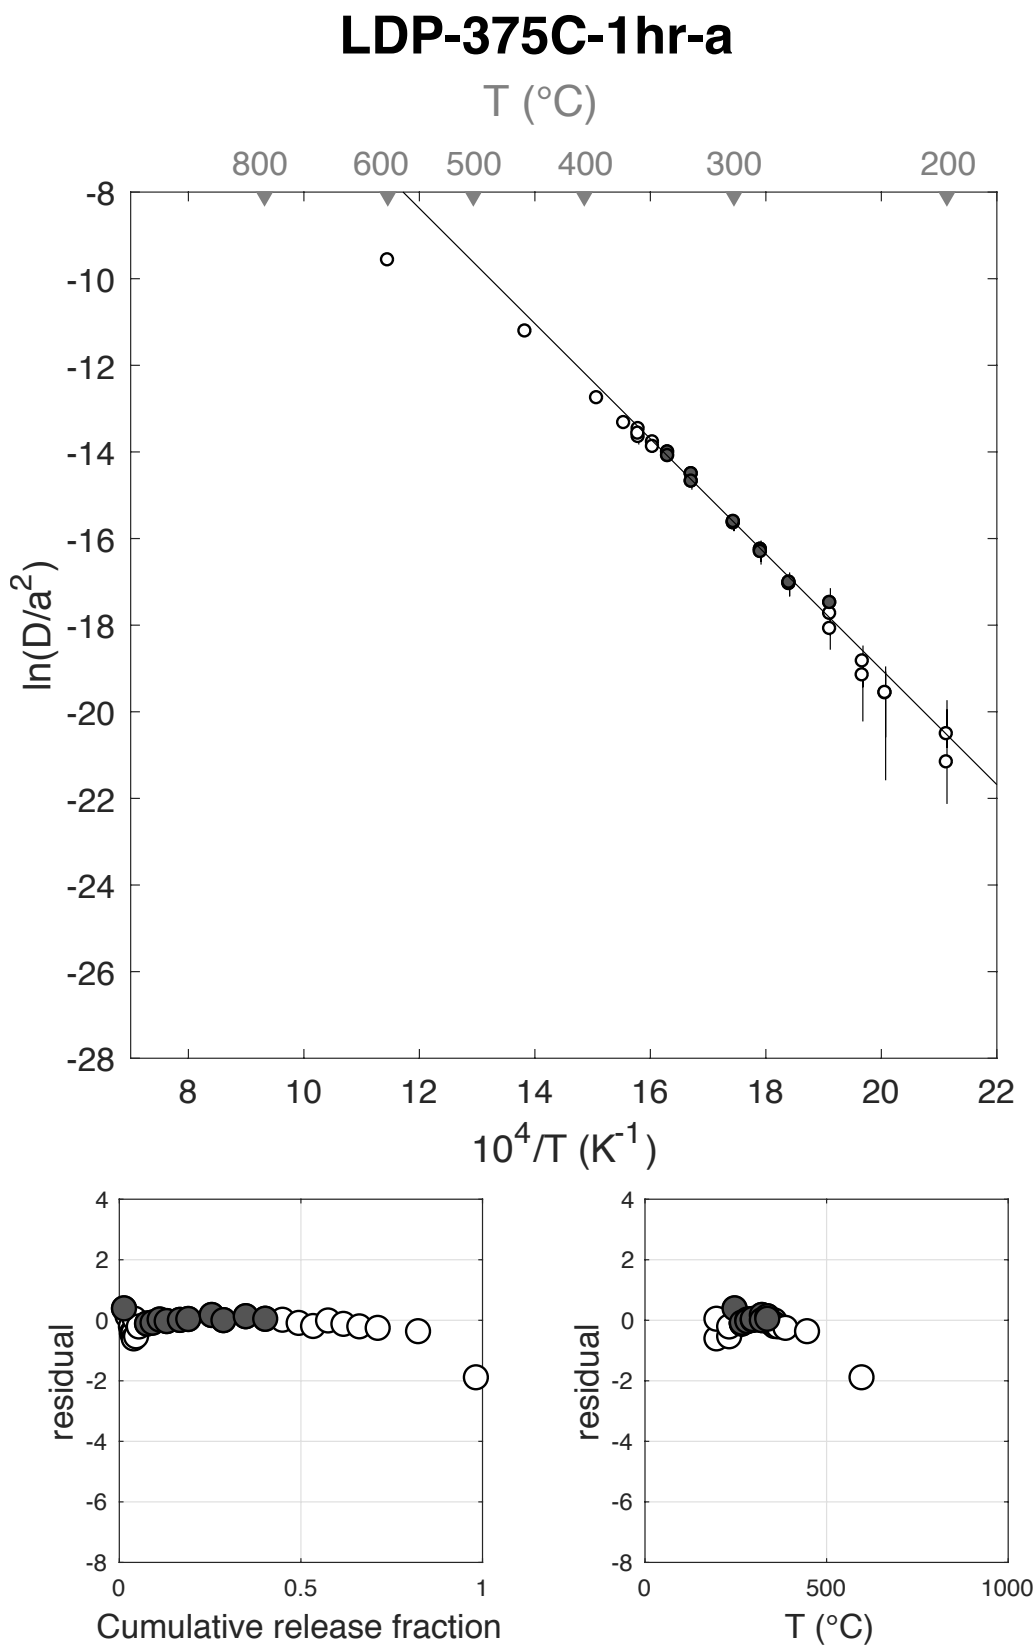 LDP-375C-1hr-a
T (°C)
800 600 500 400 300 200
-8
-10
-12
-14
-16
-18
-20
-22
-24
-26
-28
ln(D/a²)
8 10 12 14 16 18 20 22
10⁴/T (K⁻¹)
4
2
0
-2
-4
-6
-8
residual
0 0.5 1
Cumulative release fraction
4
2
0
-2
-4
-6
-8
residual
0 500 1000
T (°C)